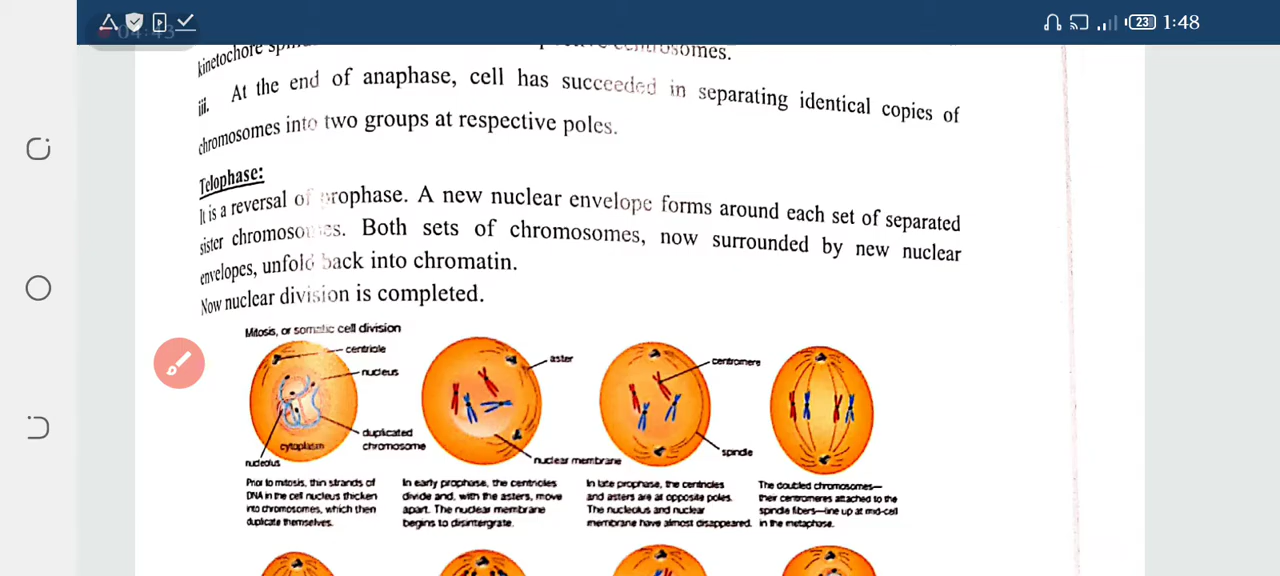 04:43
23 1:48
kinetochore centrosomes.
iii. At the end of anaphase, cell has succeeded in separating identical copies of
chromosomes into two groups at respective poles.
Telophase:
It is a reversal of prophase. A new nuclear envelope forms around each set of separated
sister chromosomes. Both sets of chromosomes, now surrounded by new nuclear
envelopes, unfold back into chromatin.
Now nuclear division is completed.
Mitosis, or somatic cell division
centriole
nucleus
duplicated
chromosome
cytoplasm
nucleolus
aster
nuclear membrane
centromere
spindle
Prior to mitosis, thin strands of
DNA in the cell nucleus thicken
into chromosomes, which then
duplicate themselves.
In early prophase, the centrioles
divide and, with the asters, move
apart. The nuclear membrane
begins to disintergrate.
In late prophase, the centrioles
and asters are at opposite poles.
The nucleolus and nuclear
membrane have almost disappeared.
The doubled chromosomes—
their centromeres attached to the
spindle fibers—line up at mid-cell
in the metaphase.